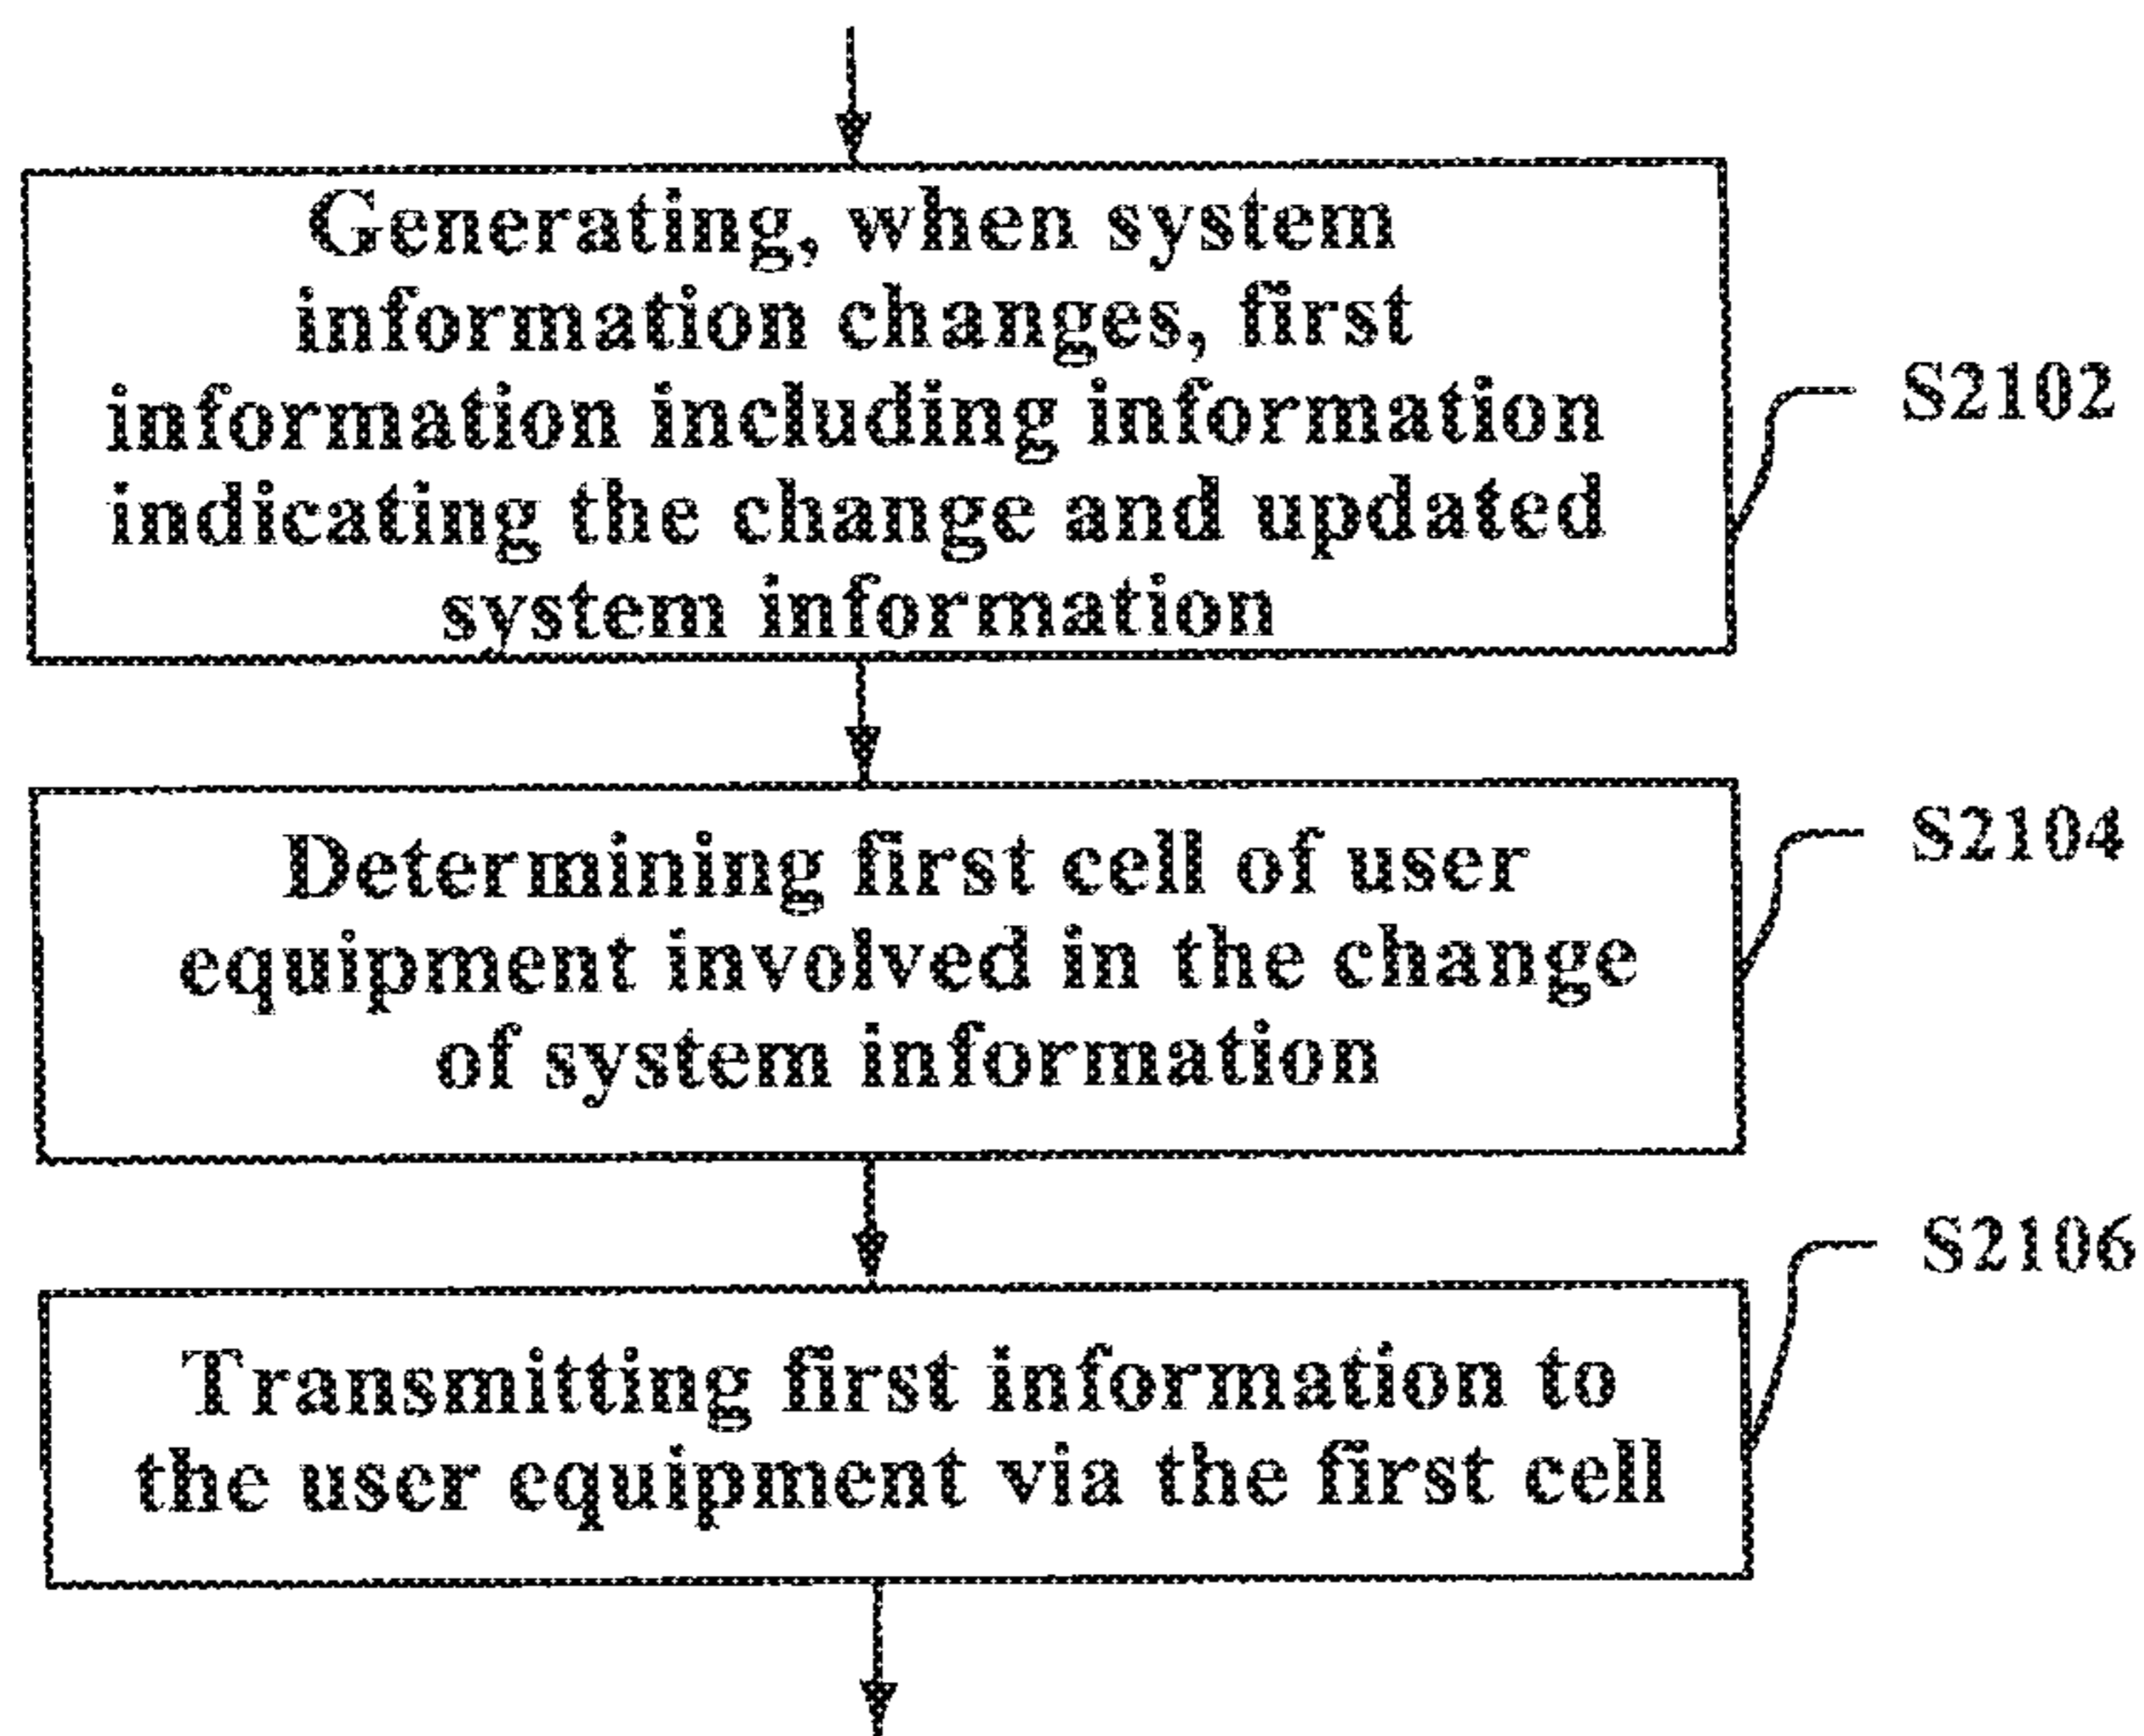 Generating, when system
information changes, first
information including information
indicating the change and updated
system information
S2102
Determining first cell of user
equipment involved in the change
of system information
S2104
Transmitting first information to
the user equipment via the first cell
S2106